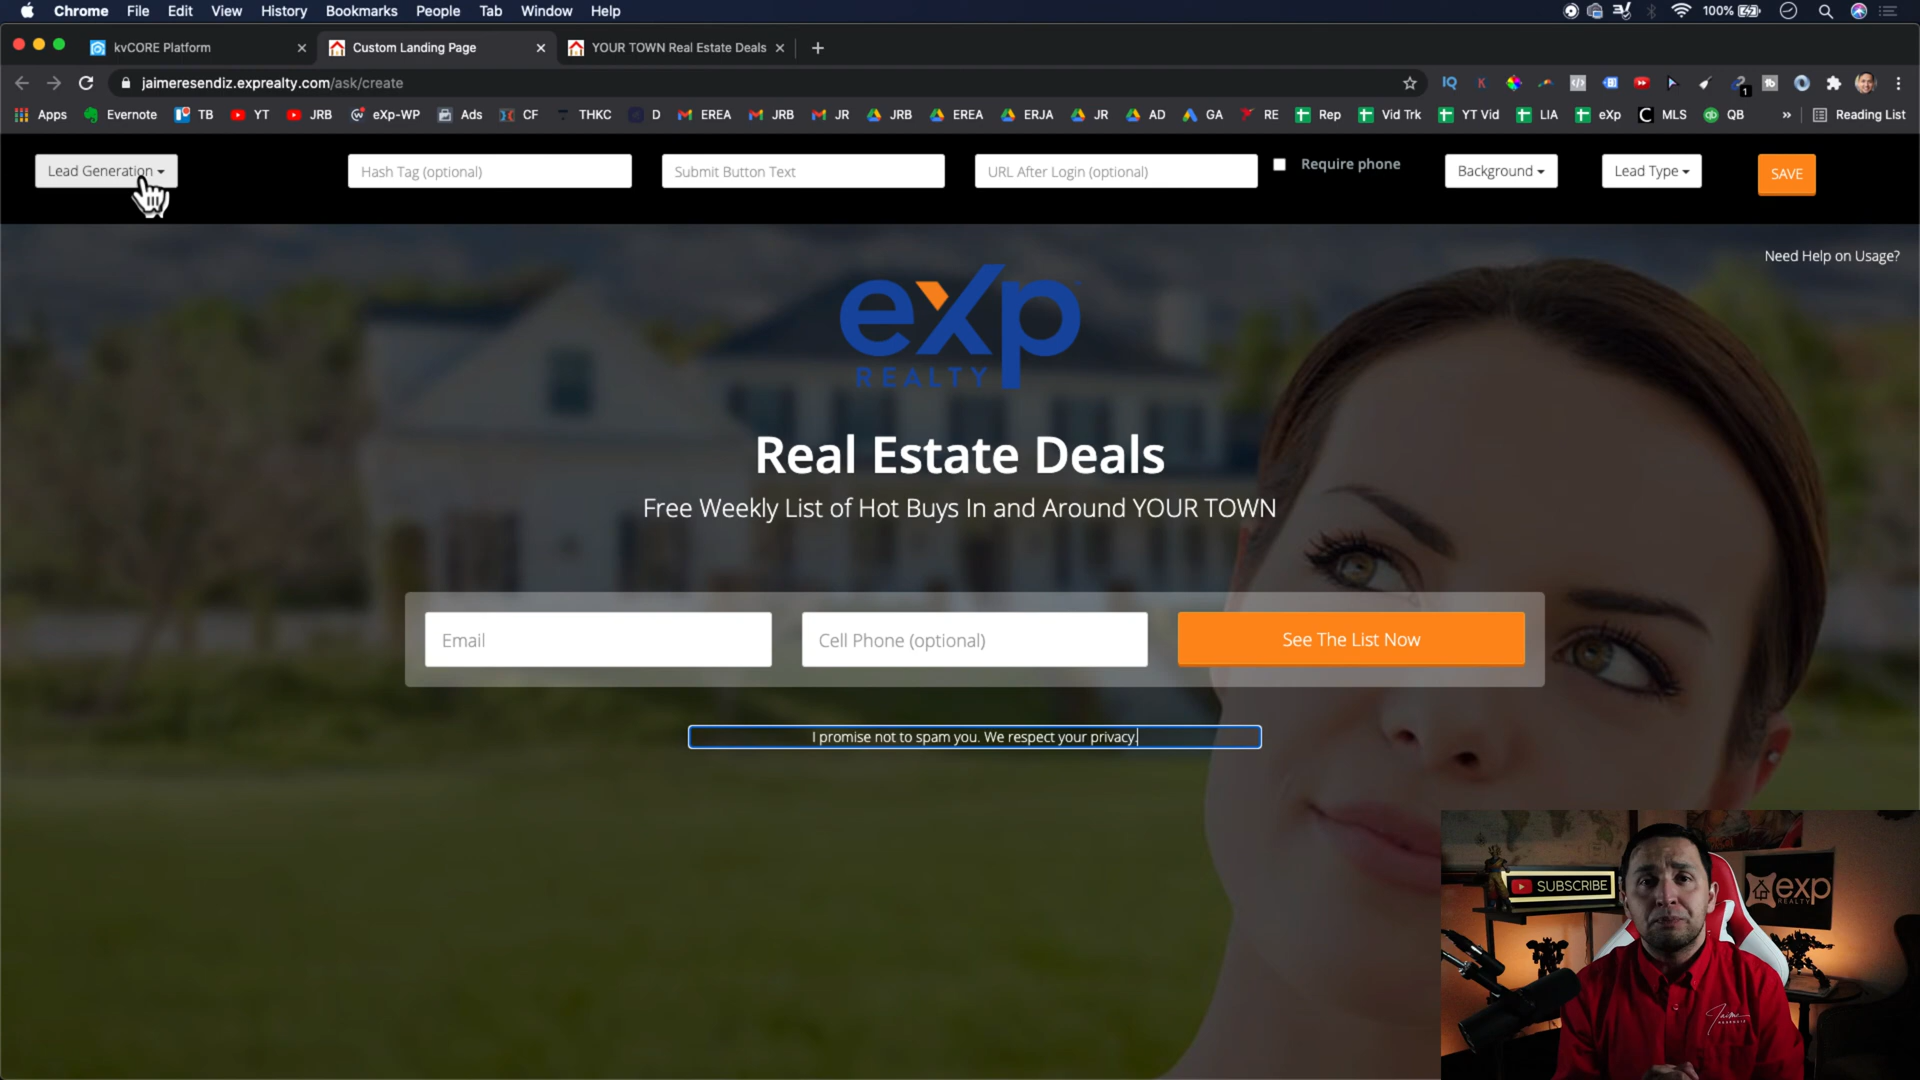 Chrome File Edit View History Bookmarks People Tab Window Help 100%
kvCORE Platform Custom Landing Page YOUR TOWN Real Estate Deals
jaimeresendiz.exprealty.com/ask/create
Apps Evernote TB YT JRB eXp-WP Ads CF THKC D EREA JRB JR JRB EREA ERJA JR AD GA RE Rep Vid Trk YT Vid LIA eXp MLS QB » Reading List
Lead Generation Hash Tag (optional) Submit Button Text URL After Login (optional) Require phone Background Lead Type SAVE
Need Help on Usage?
eXp
REALTY
Real Estate Deals
Free Weekly List of Hot Buys In and Around YOUR TOWN
Email Cell Phone (optional) See The List Now
I promise not to spam you. We respect your privacy.
SUBSCRIBE
exp
REALTY